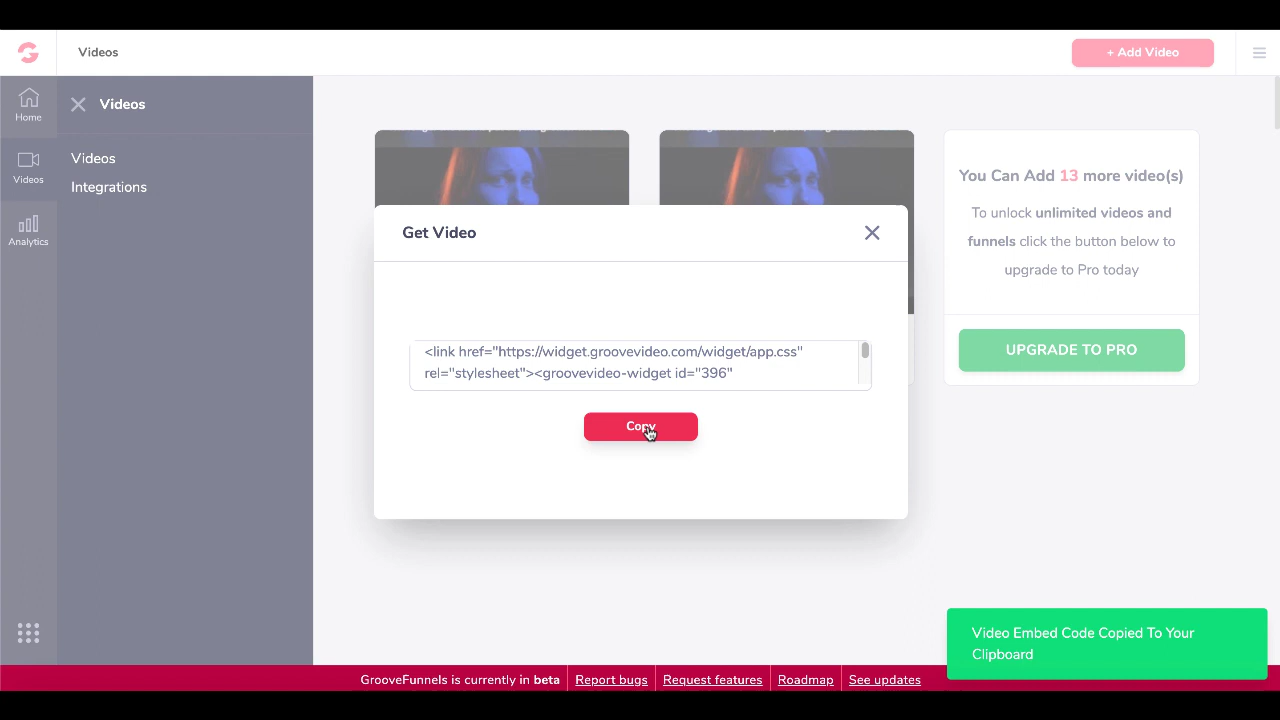 Videos
+ Add Video
Home
Videos
Analytics
Videos
Videos
Integrations
You Can Add 13 more video(s)
To unlock unlimited videos and
funnels click the button below to
upgrade to Pro today
UPGRADE TO PRO
Get Video
<link href="https://widget.groovevideo.com/widget/app.css"
rel="stylesheet"><groovevideo-widget id="396"
Copy
Video Embed Code Copied To Your
Clipboard
GrooveFunnels is currently in beta
Report bugs
Request features
Roadmap
See updates